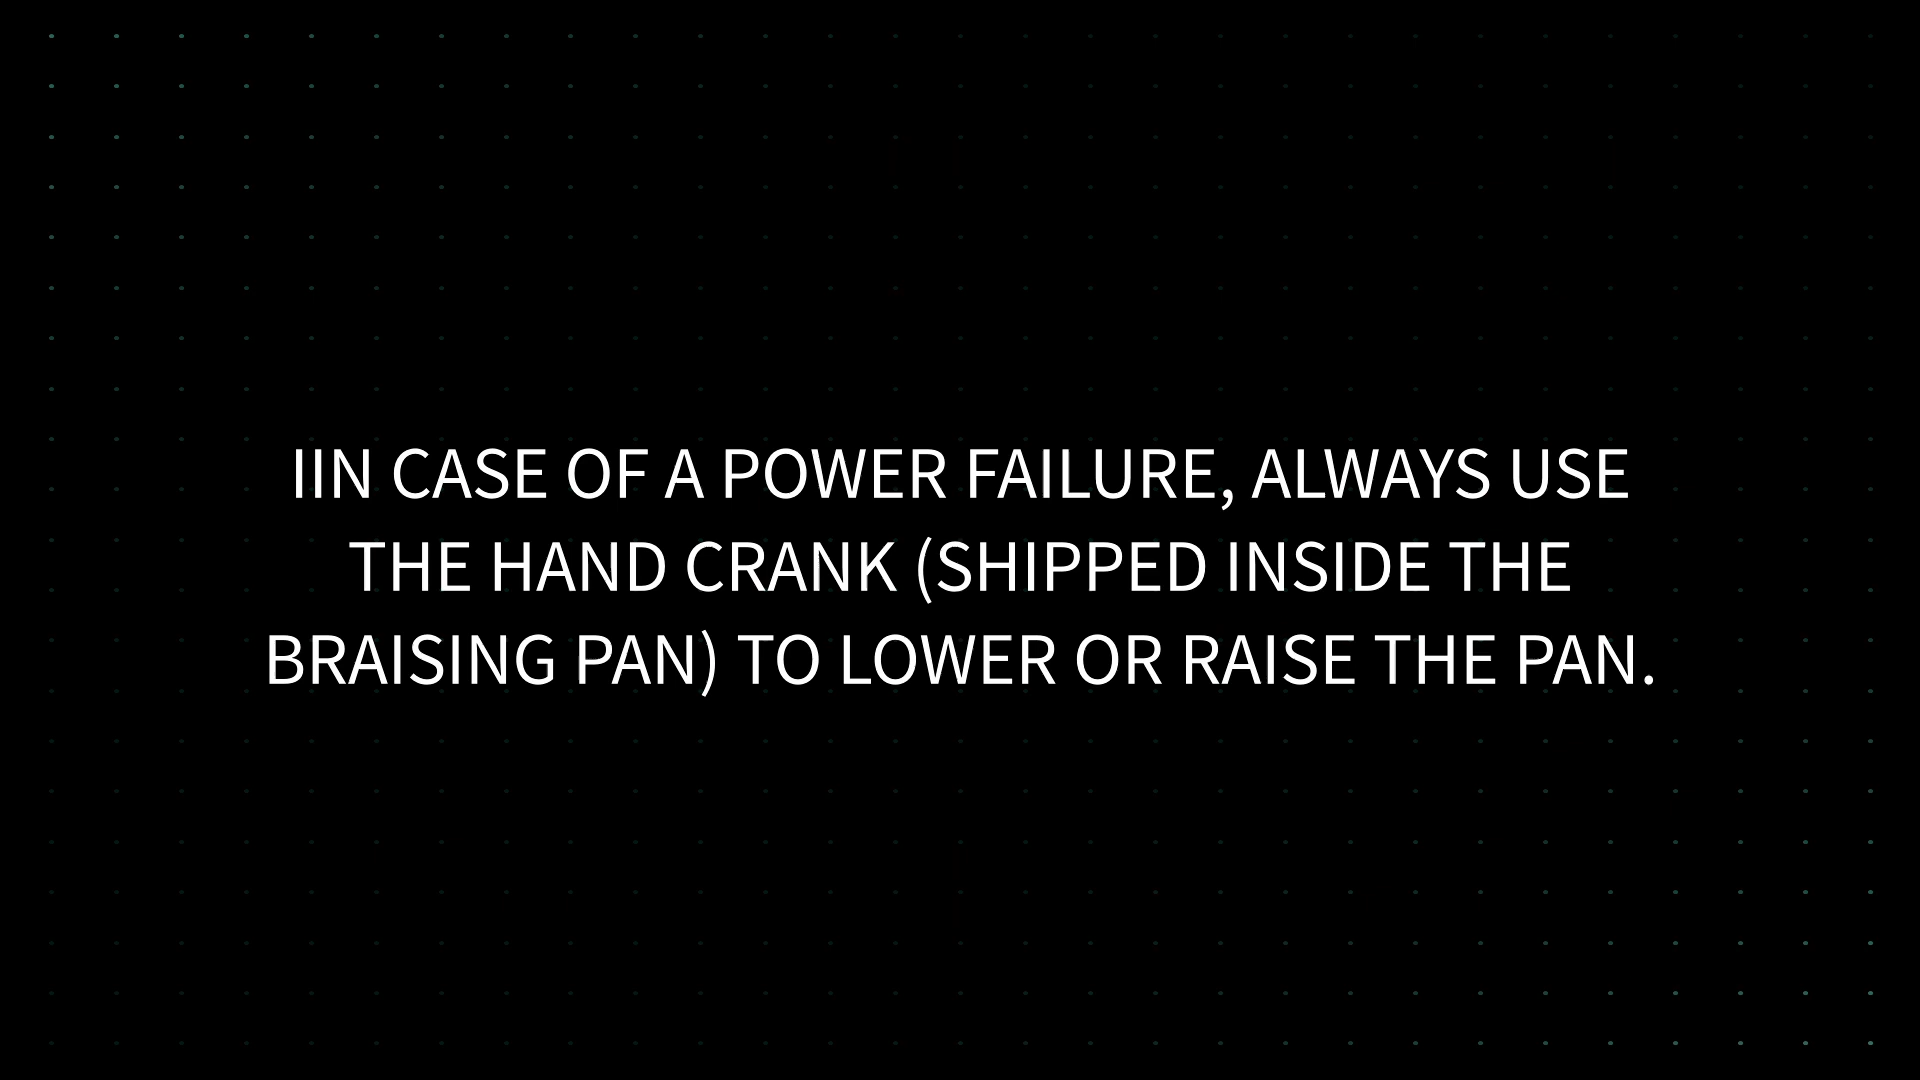 IIN CASE OF A POWER FAILURE, ALWAYS USE
THE HAND CRANK (SHIPPED INSIDE THE
BRAISING PAN) TO LOWER OR RAISE THE PAN.